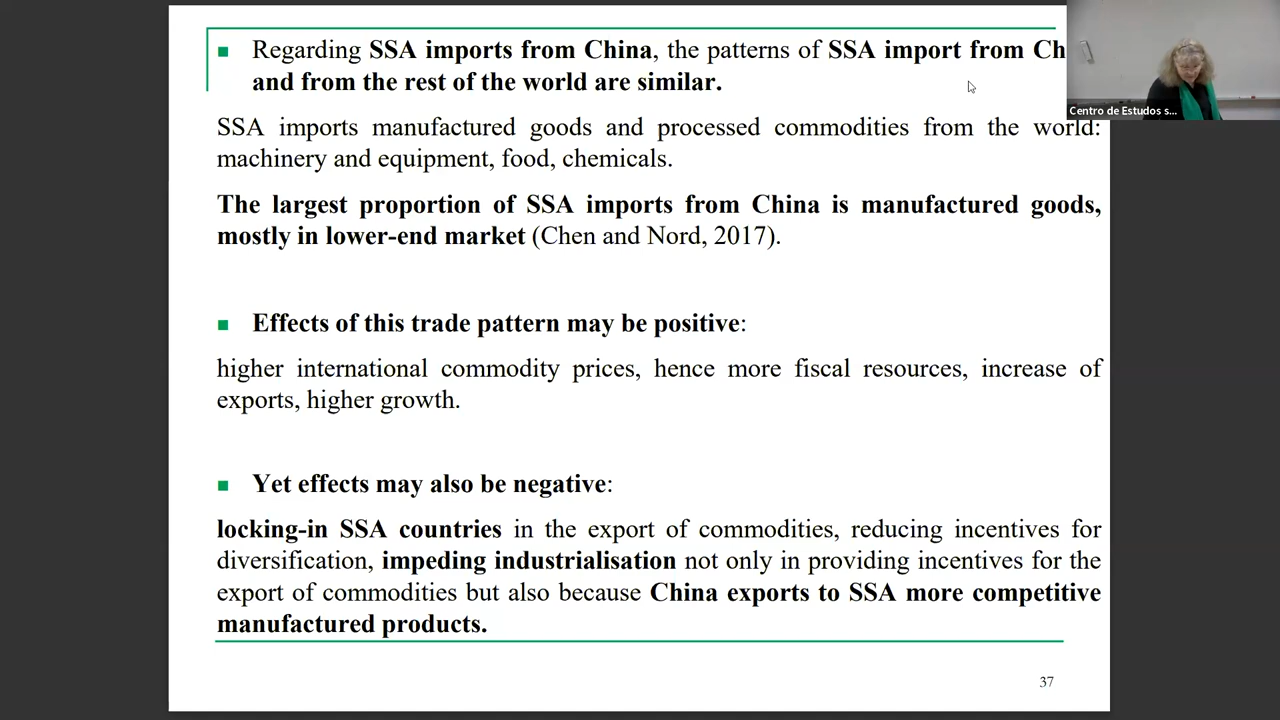 Regarding SSA imports from China, the patterns of SSA import from Ch
and from the rest of the world are similar.
SSA imports manufactured goods and processed commodities from the world:
machinery and equipment, food, chemicals.
The largest proportion of SSA imports from China is manufactured goods,
mostly in lower-end market (Chen and Nord, 2017).
Effects of this trade pattern may be positive:
higher international commodity prices, hence more fiscal resources, increase of
exports, higher growth.
Yet effects may also be negative:
locking-in SSA countries in the export of commodities, reducing incentives for
diversification, impeding industrialisation not only in providing incentives for the
export of commodities but also because China exports to SSA more competitive
manufactured products.
37
Centro de Estudos s...